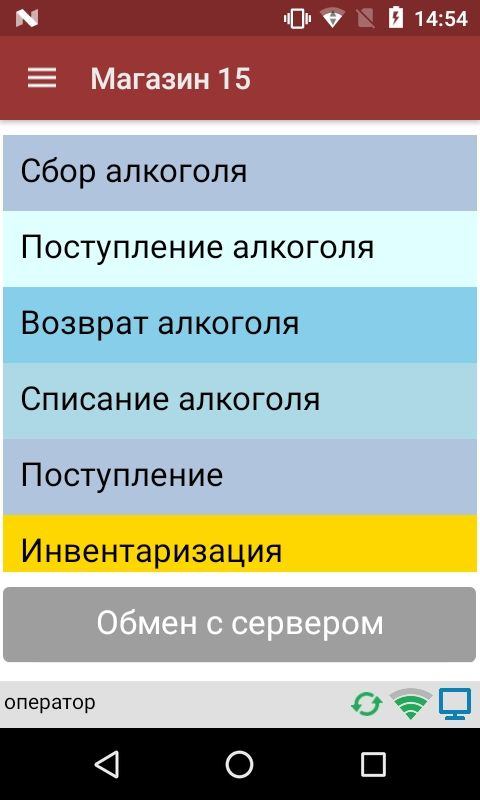 14:54
Магазин 15
Сбор алкоголя
Поступление алкоголя
Возврат алкоголя
Списание алкоголя
Поступление
Инвентаризация
Обмен с сервером
оператор